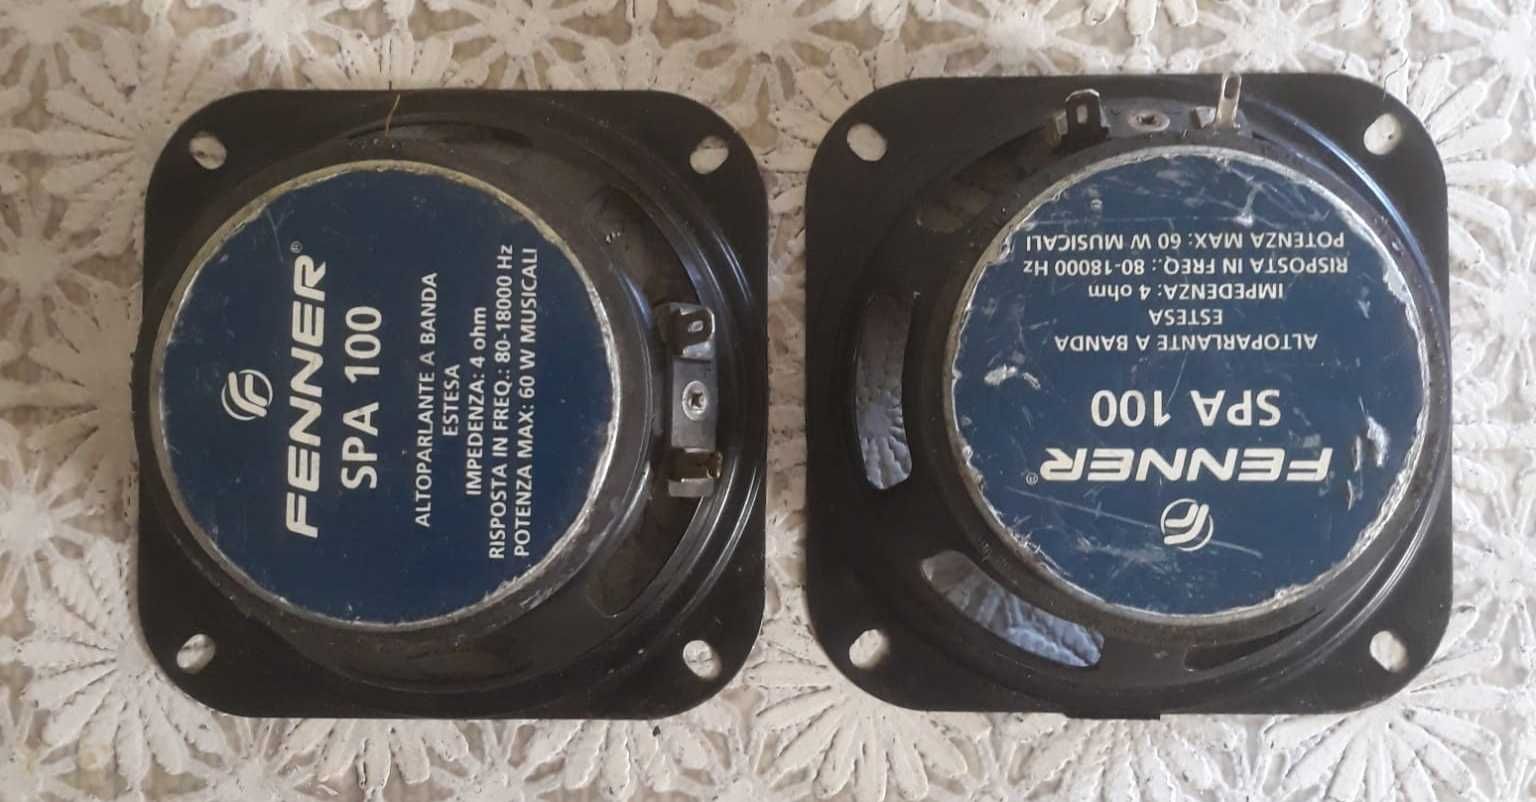 FENNER®
SPA 100
ALTOPARLANTE A BANDA
ESTESA
IMPEDENZA: 4 ohm
RISPOSTA IN FREQ.: 80-18000 Hz
POTENZA MAX: 60 W MUSICALI
FENNER®
SPA 100
ALTOPARLANTE A BANDA
ESTESA
IMPEDENZA: 4 ohm
RISPOSTA IN FREQ.: 80-18000 Hz
POTENZA MAX: 60 W MUSICALI